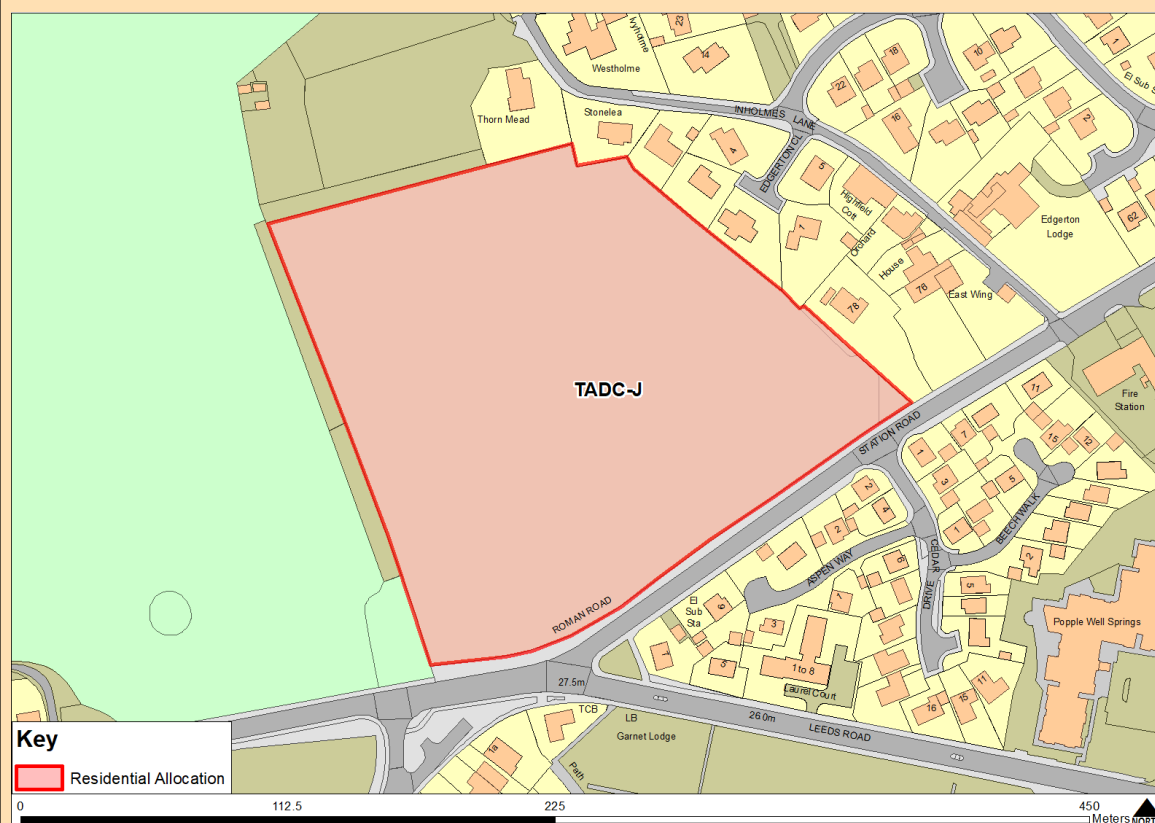 Ivyholme
23
14
Westholme
18
10
1
El Sub S
22
Thorn Mead
Stonelea
INHOLMES LANE
16
2
4
EDGERTON CL
5
Highfield
Cott
62
Edgerton
Lodge
1
Orchard
House
76
East Wing
78
TADC-J
11
Fire
Station
STATION ROAD
7
15
12
1
3
5
2
4
BEECH WALK
2
1
CEDAR
DRIVE
ASPEN WAY
6
2
5
ROMAN ROAD
El
Sub
Sta
9
1
3
Popple Well Springs
7
5
1 to 8
Laurel Court
11
15
16
27.5m
TCB
LB
26.0m
LEEDS ROAD
Garnet Lodge
1a
Path
Key
Residential Allocation
0
112.5
225
450
Meters